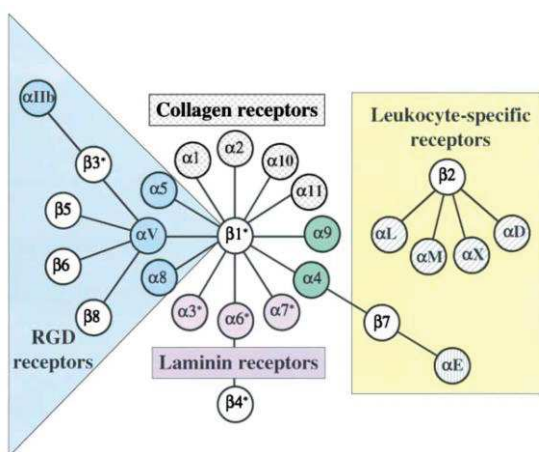 αIIb
Collagen receptors
Leukocyte-specific
receptors
β3*
α5
α1
α2
α10
α11
β2
β5
αV
β1*
α9
αL
αM
αX
αD
β6
α8
α4
β8
α3*
α6*
α7*
β7
RGD
receptors
Laminin receptors
αE
β4*